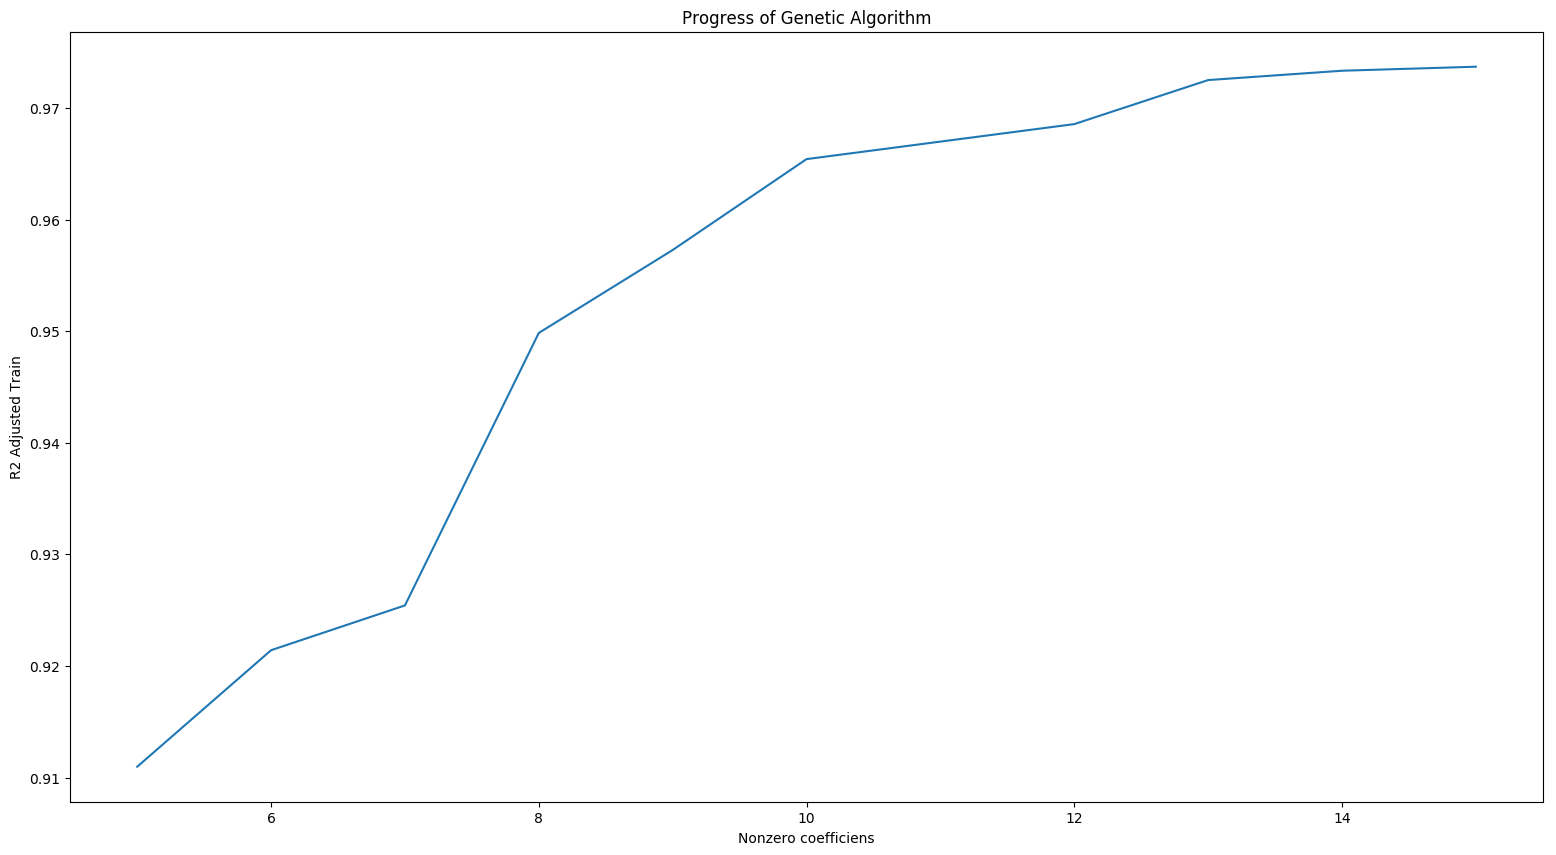 Progress of Genetic Algorithm
R2 Adjusted Train
0.97
0.96
0.95
0.94
0.93
0.92
0.91
6 8 10 12 14
Nonzero coefficiens